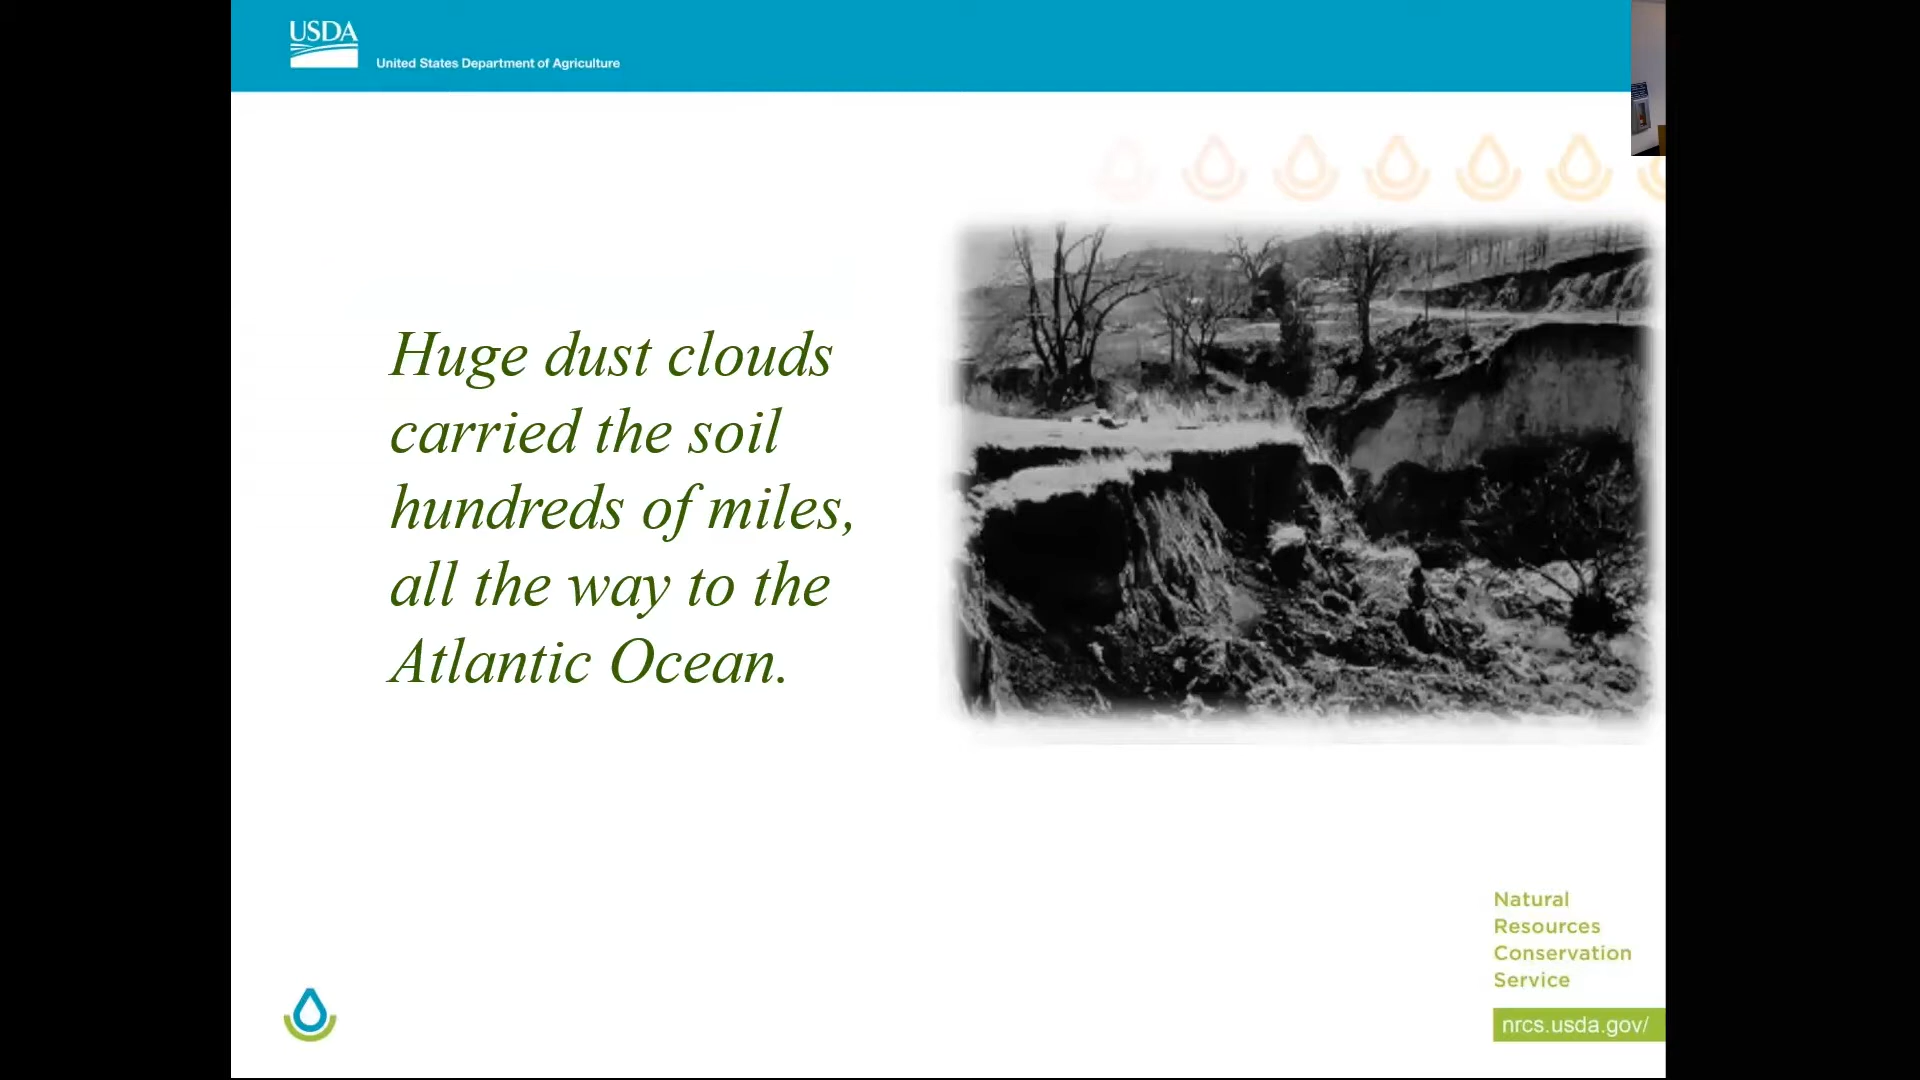 USDA
United States Department of Agriculture
Huge dust clouds
carried the soil
hundreds of miles,
all the way to the
Atlantic Ocean.
Natural
Resources
Conservation
Service
nrcs.usda.gov/